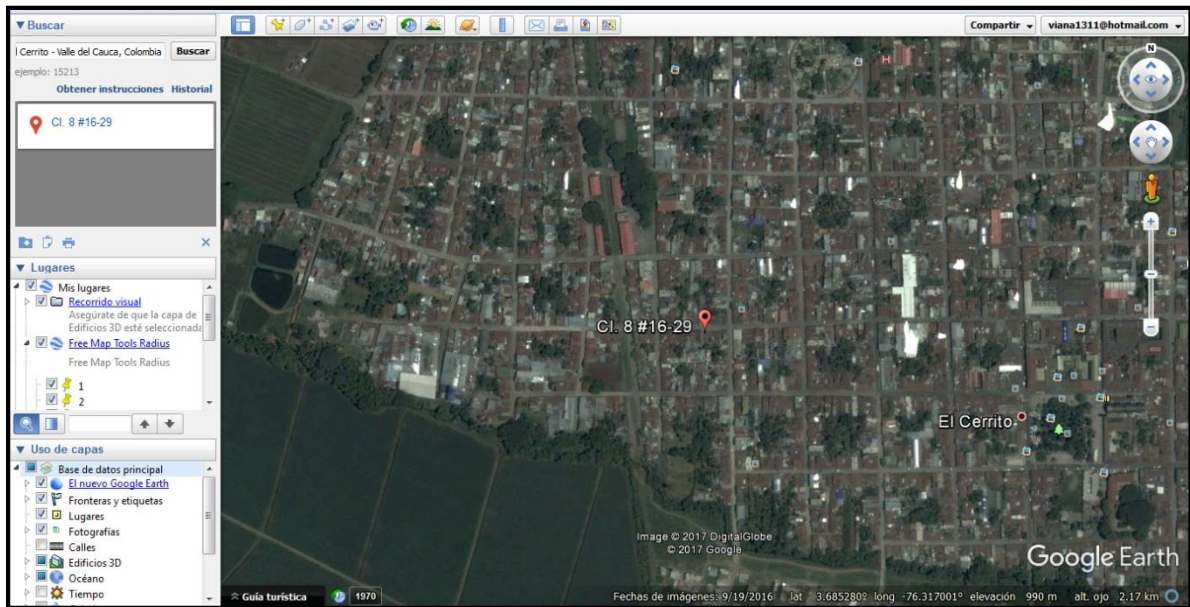 Buscar
l Cerrito - Valle del Cauca, Colombia Buscar
ejemplo: 15213
Obtener instrucciones Historial
Cl. 8 #16-29
Lugares
Mis lugares
Recorrido visual
Asegúrate de que la capa de
Edificios 3D esté seleccionada
Free Map Tools Radius
Free Map Tools Radius
1
2
Uso de capas
Base de datos principal
El nuevo Google Earth
Fronteras y etiquetas
Lugares
Fotografías
Calles
Edificios 3D
Océano
Tiempo
Compartir viana1311@hotmail.com
N
H
Cl. 8 #16-29
El Cerrito
Image © 2017 DigitalGlobe
© 2017 Google
Google Earth
Guía turística 1970
Fechas de imágenes: 9/19/2016 lat 3.685280° long -76.317001° elevación 990 m alt. ojo 2.17 km